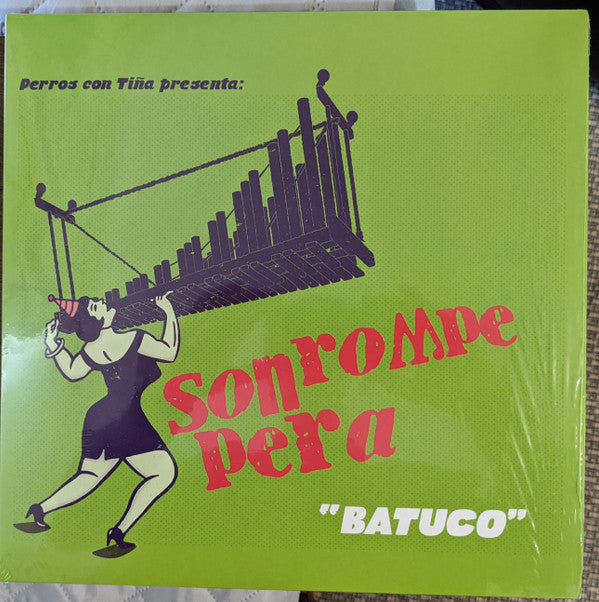 Perros con Tiña presenta:
sonrompe
pera
"BATUCO"